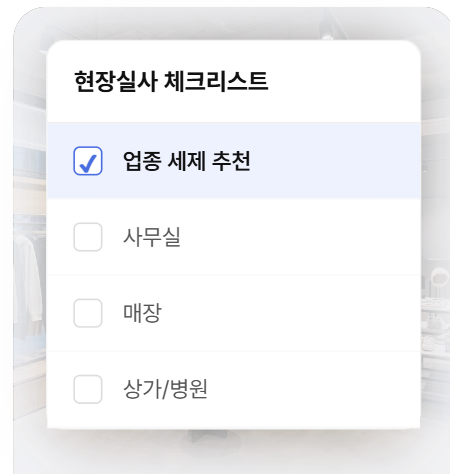 현장실사 체크리스트
업종 세제 추천
사무실
매장
상가/병원